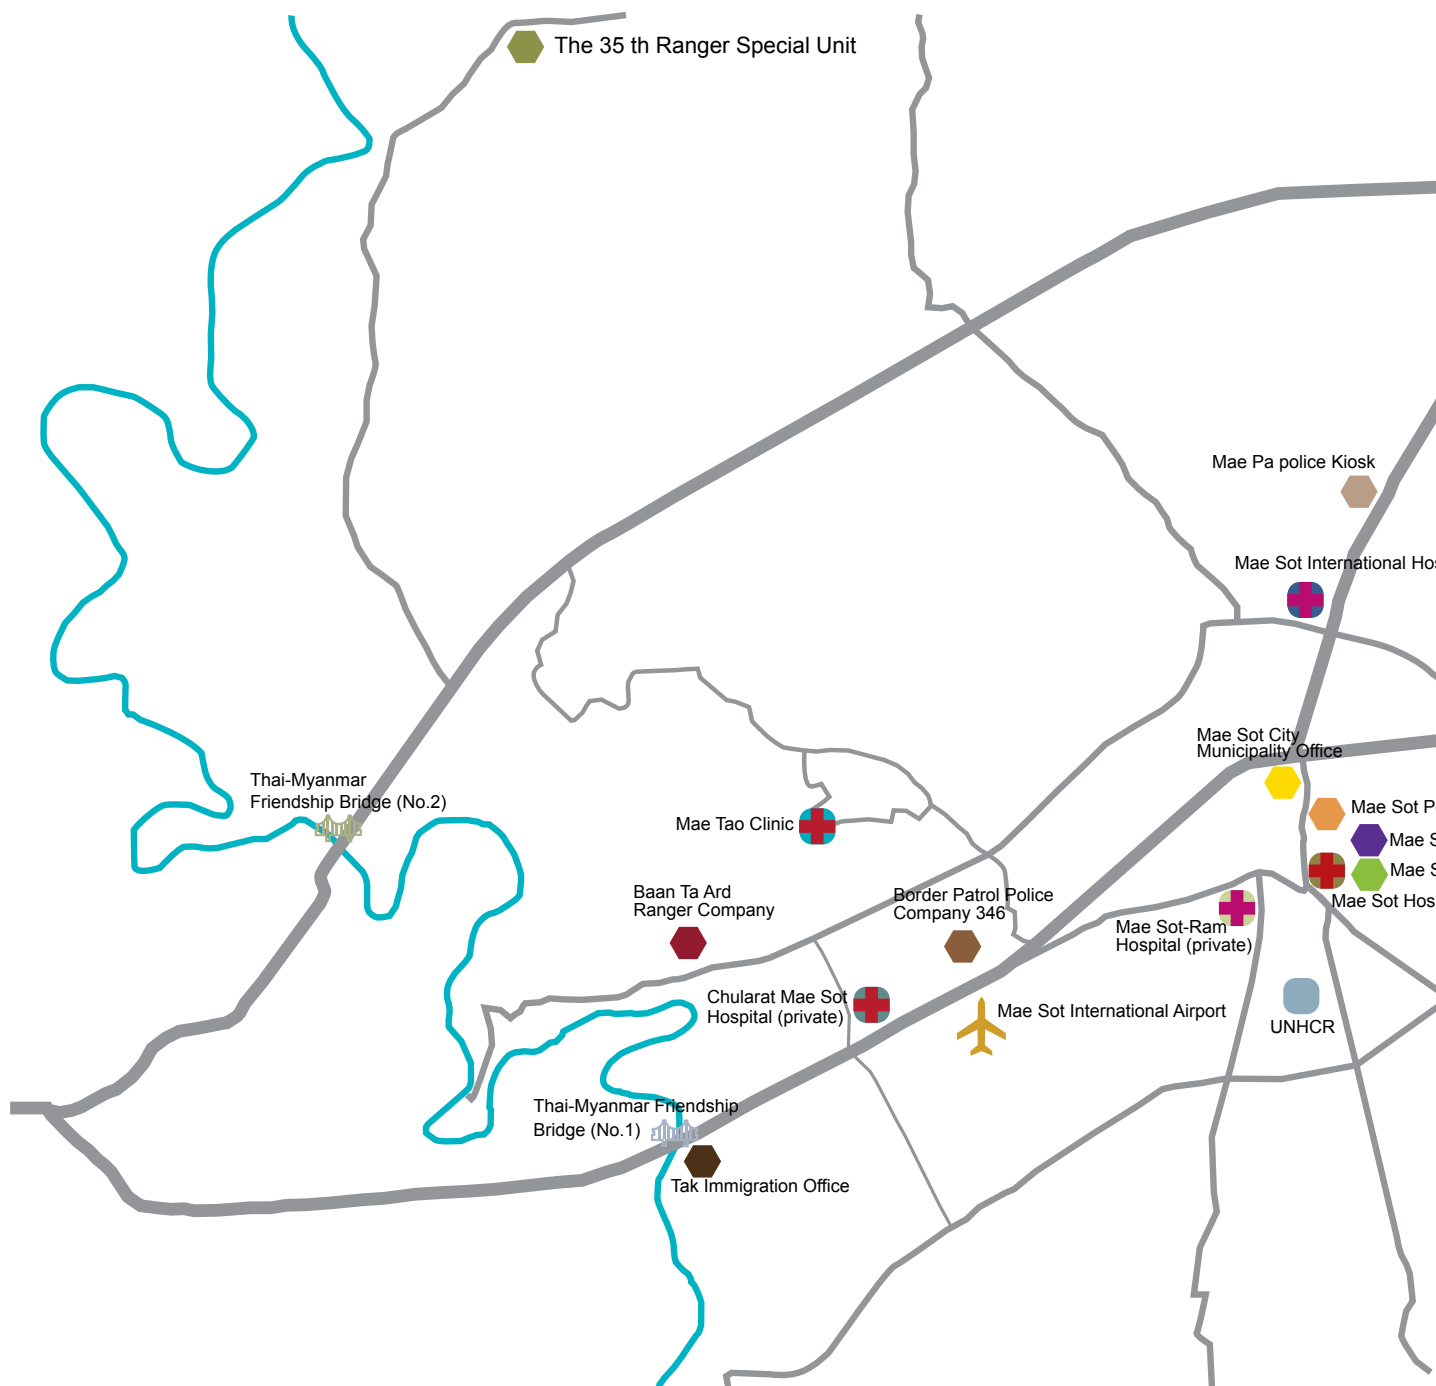 The 35 th Ranger Special Unit
Mae Pa police Kiosk
Mae Sot International
Mae Sot City
Municipality Office
Thai-Myanmar
Friendship Bridge (No.2)
Mae Sot
Mae Tao Clinic
Mae
Mae
Baan Ta Ard
Ranger Company
Border Patrol Police
Company 346
Mae Sot
Mae Sot-Ram
Hospital (private)
Chularat Mae Sot
Hospital (private)
Mae Sot International Airport
UNHCR
Thai-Myanmar Friendship
Bridge (No.1)
Tak Immigration Office